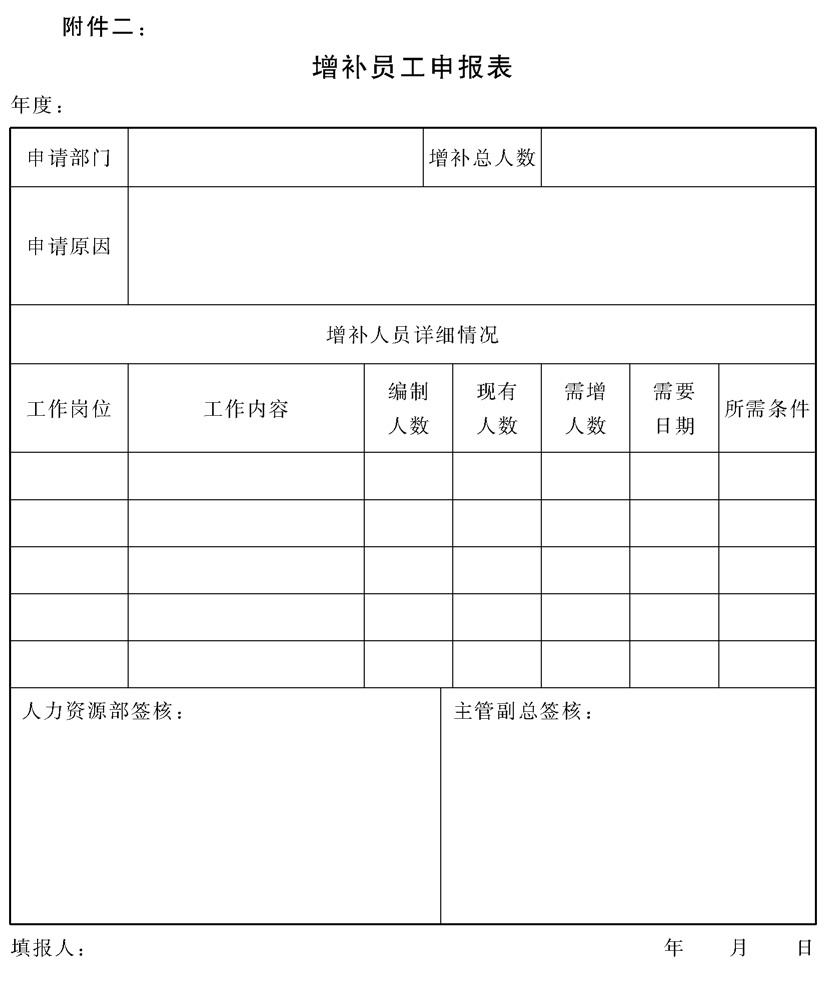 附件二：
增补员工申报表
年度：
申请部门 增补总人数
申请原因
增补人员详细情况
工作岗位 工作内容 编制人数 现有人数 需增人数 需要日期 所需条件
人力资源部签核： 主管副总签核：
填报人： 年 月 日